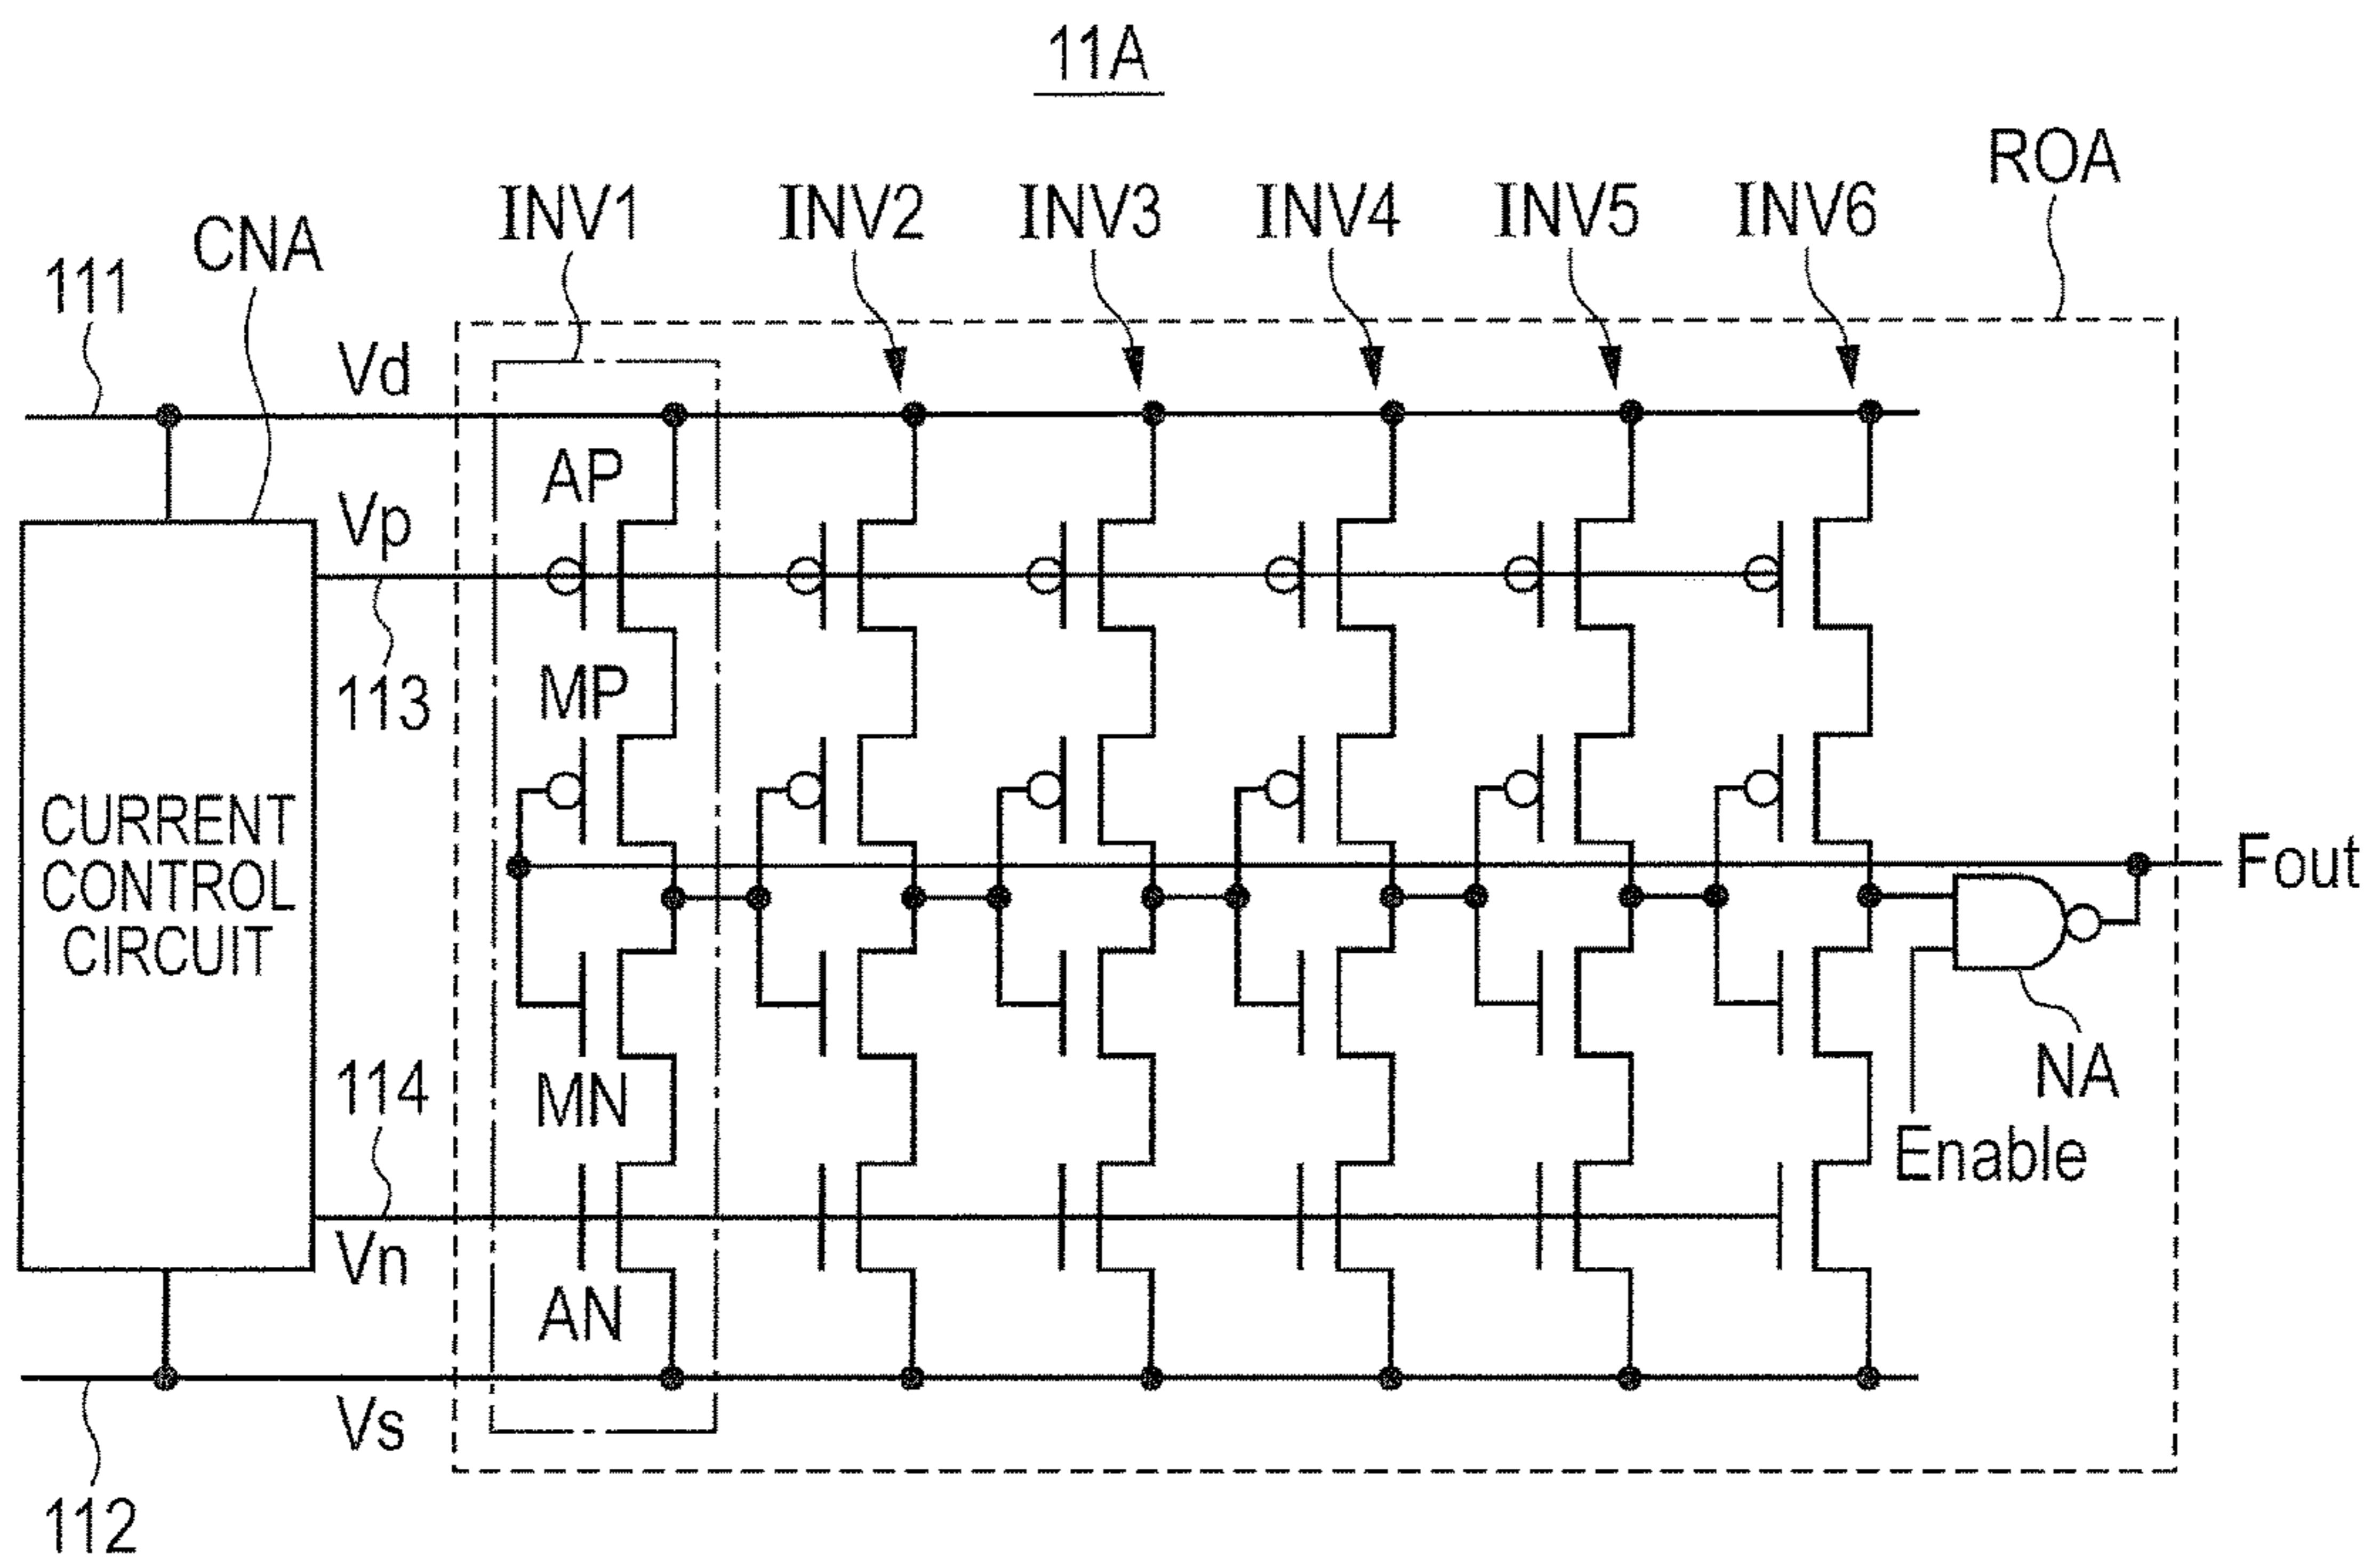 11A
ROA
INV1
INV2
INV3
INV4
INV5
INV6
CNA
111
Vd
AP
Vp
113
MP
CURRENT
CONTROL
CIRCUIT
Fout
NA
MN
114
Enable
Vn
AN
Vs
112